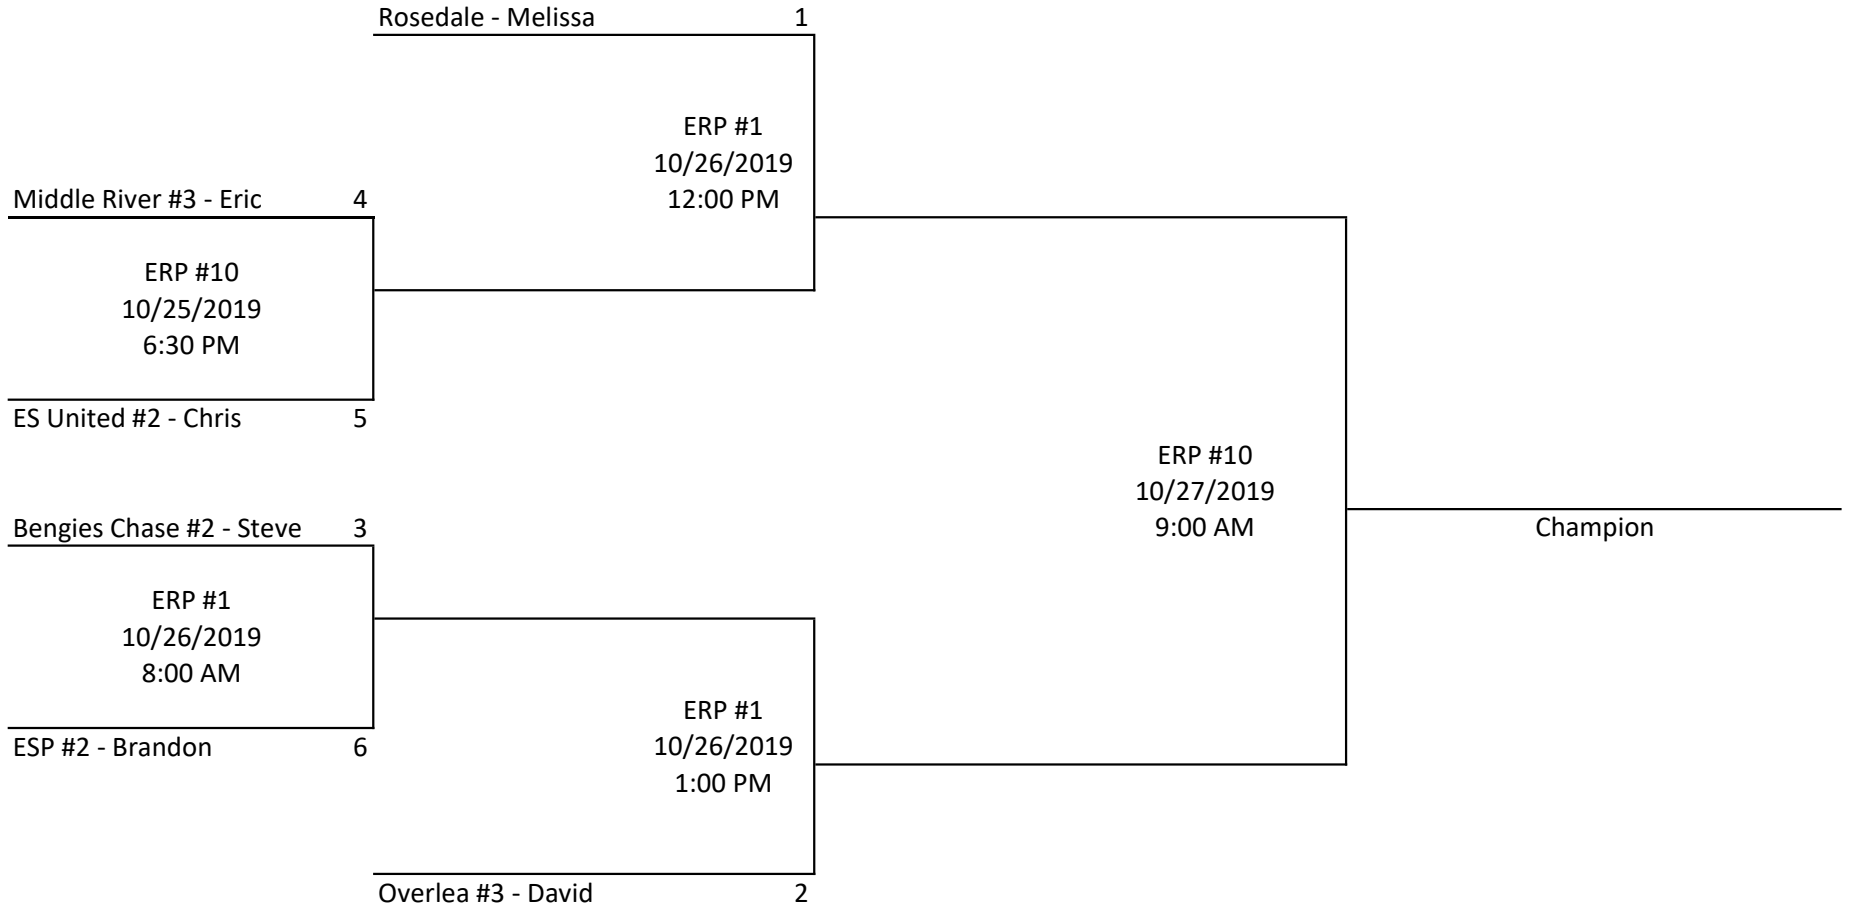 Rosedale - Melissa 1
ERP #1
10/26/2019
12:00 PM
Middle River #3 - Eric 4
ERP #10
10/25/2019
6:30 PM
ES United #2 - Chris 5
ERP #10
10/27/2019
9:00 AM
Champion
Bengies Chase #2 - Steve 3
ERP #1
10/26/2019
8:00 AM
ESP #2 - Brandon 6
ERP #1
10/26/2019
1:00 PM
Overlea #3 - David 2